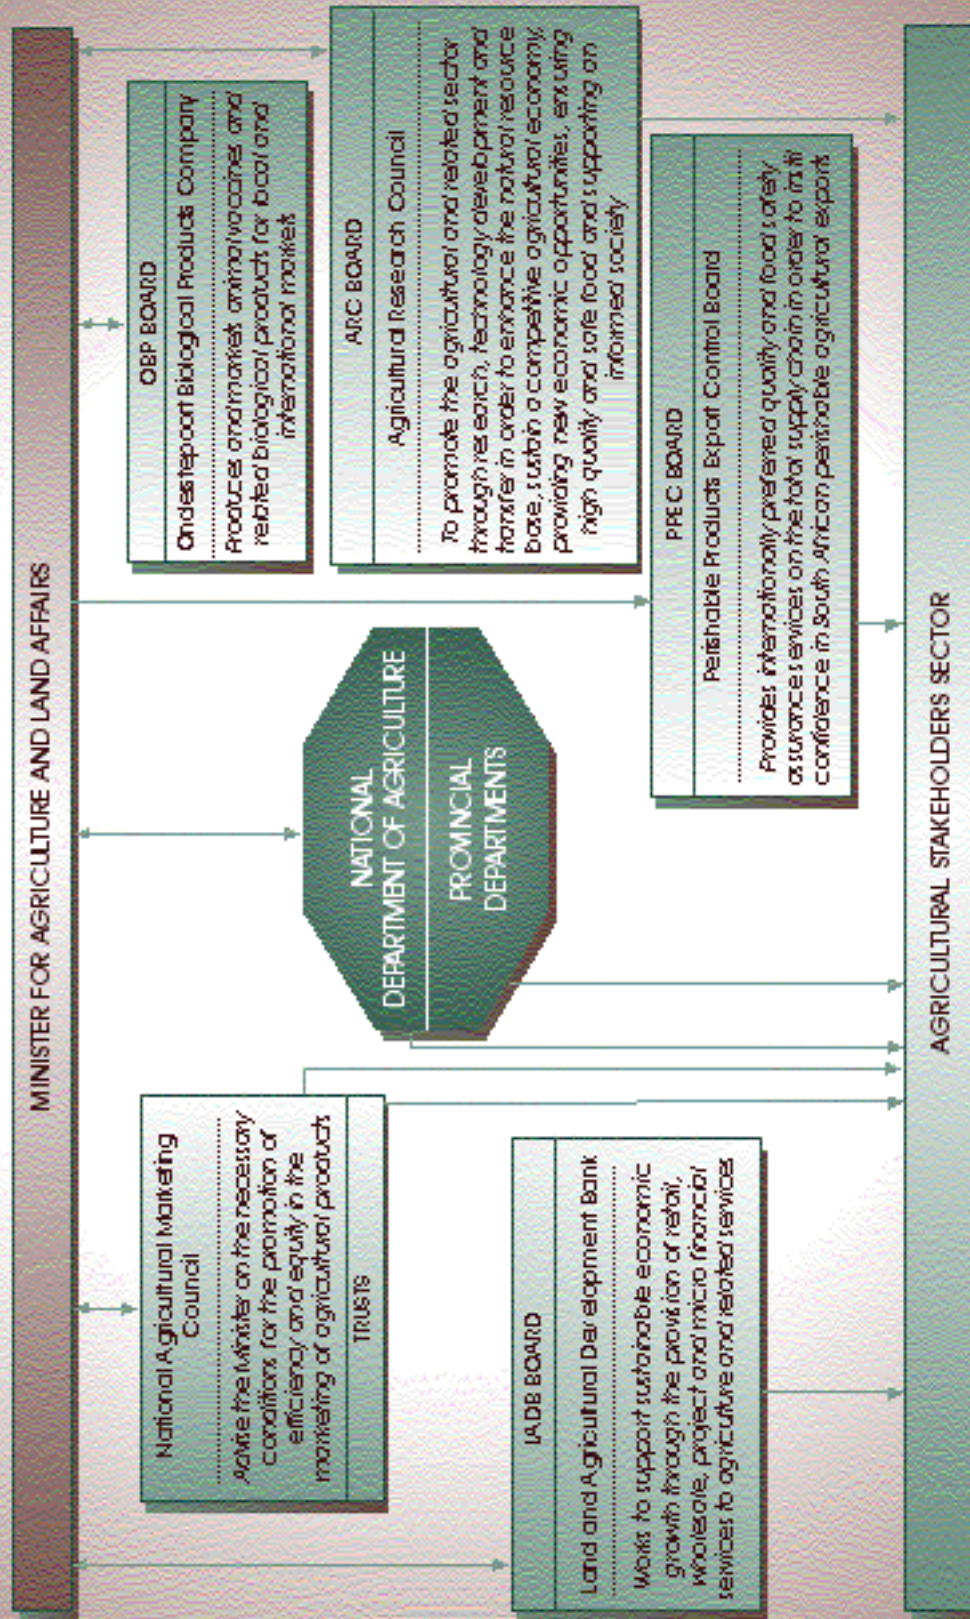 MINISTER FOR AGRICULTURE AND LAND AFFAIRS
National Agricultural Marketing
Council
Advise the Minister on the necessary
conditions for the promotion of
efficiency and equity in the
marketing of agricultural products
TRUSTS
LADB BOARD
Land and Agricultural Development Bank
Works to support sustainable economic
growth through the provision of retail,
wholesale, project and micro financial
services to agriculture and related services
NATIONAL
DEPARTMENT OF AGRICULTURE
PROVINCIAL
DEPARTMENTS
OBP BOARD
Onderstepoort Biological Products Company
Produces and markets animal vaccines and
related biological products for local and
international markets
ARC BOARD
Agricultural Research Council
To promote the agricultural and related sector
through research, technology development and
transfer in order to enhance the natural resource
base, sustain a competitive agricultural economy,
providing new economic opportunities, ensuring
high quality and safe food and supporting an
informed society
PPEC BOARD
Perishable Products Export Control Board
Provides internationally preferred quality and food safety
assurance services on the total supply chain in order to instil
confidence in South African perishable agricultural exports
AGRICULTURAL STAKEHOLDERS SECTOR